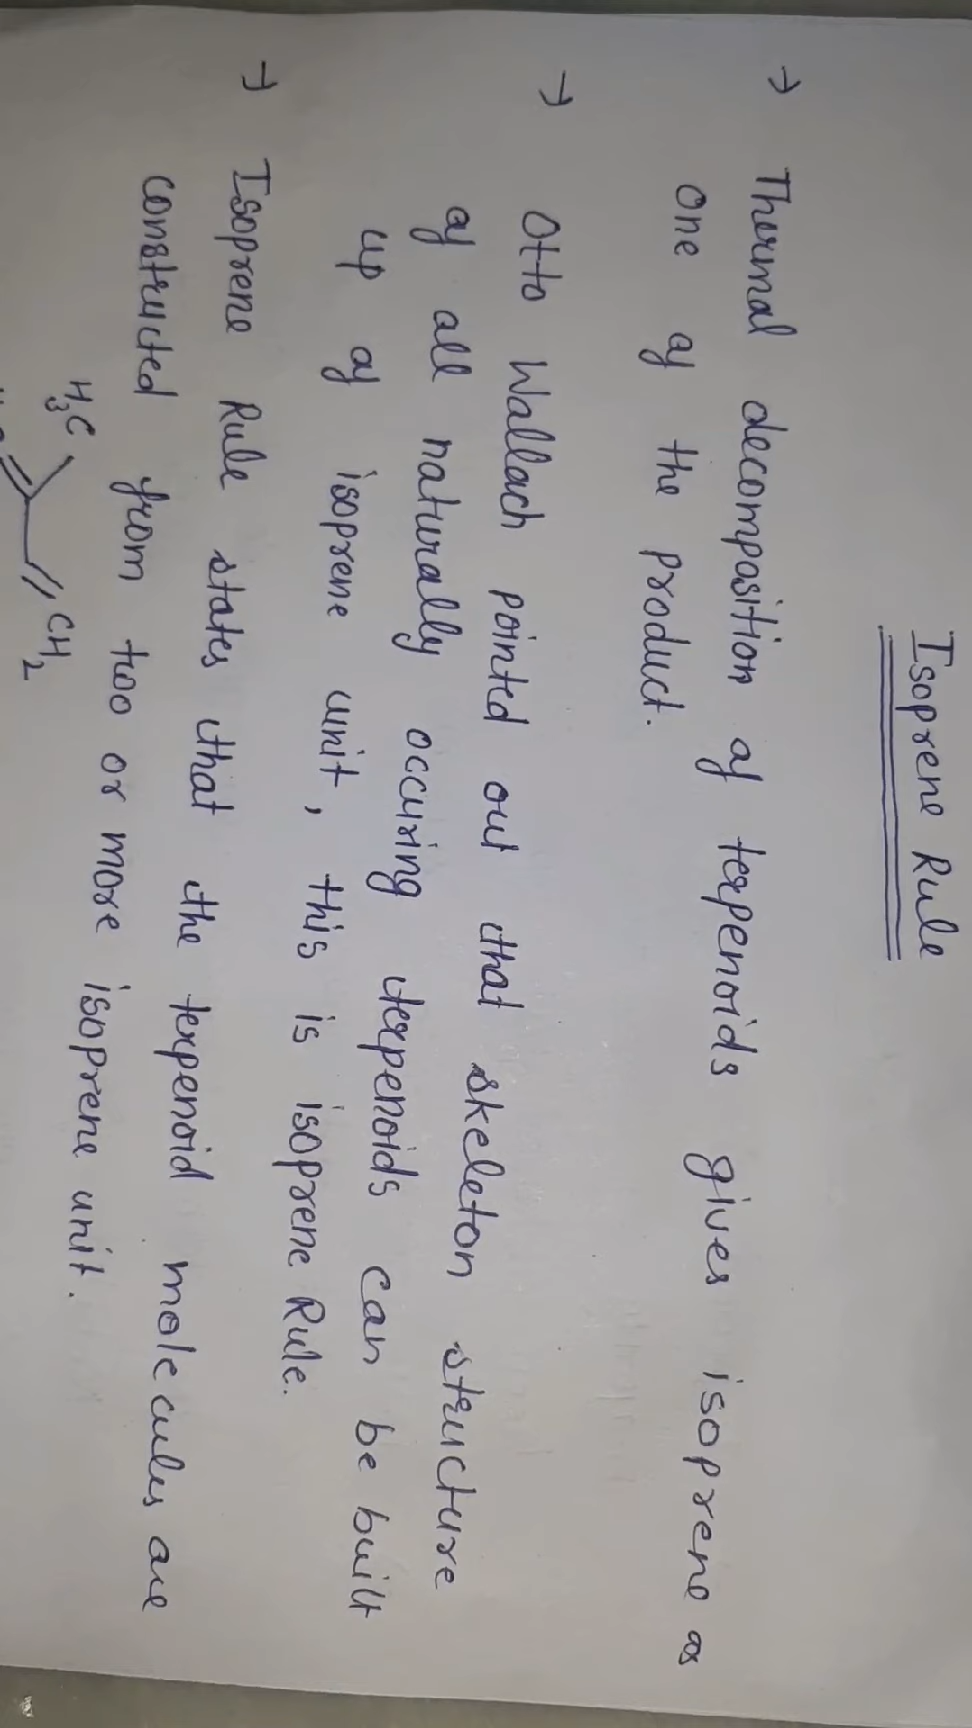 Isoprene Rule
→ Thermal decomposition of terpenoids gives isoprene as
one of the product.
→ Otto Wallach pointed out that skeleton structure
of all naturally occuring terpenoids can be built
up of isoprene unit, this is isoprene Rule.
→ Isoprene Rule states that the terpenoid molecules are
constructed from two or more isoprene unit.
H3C
CH2